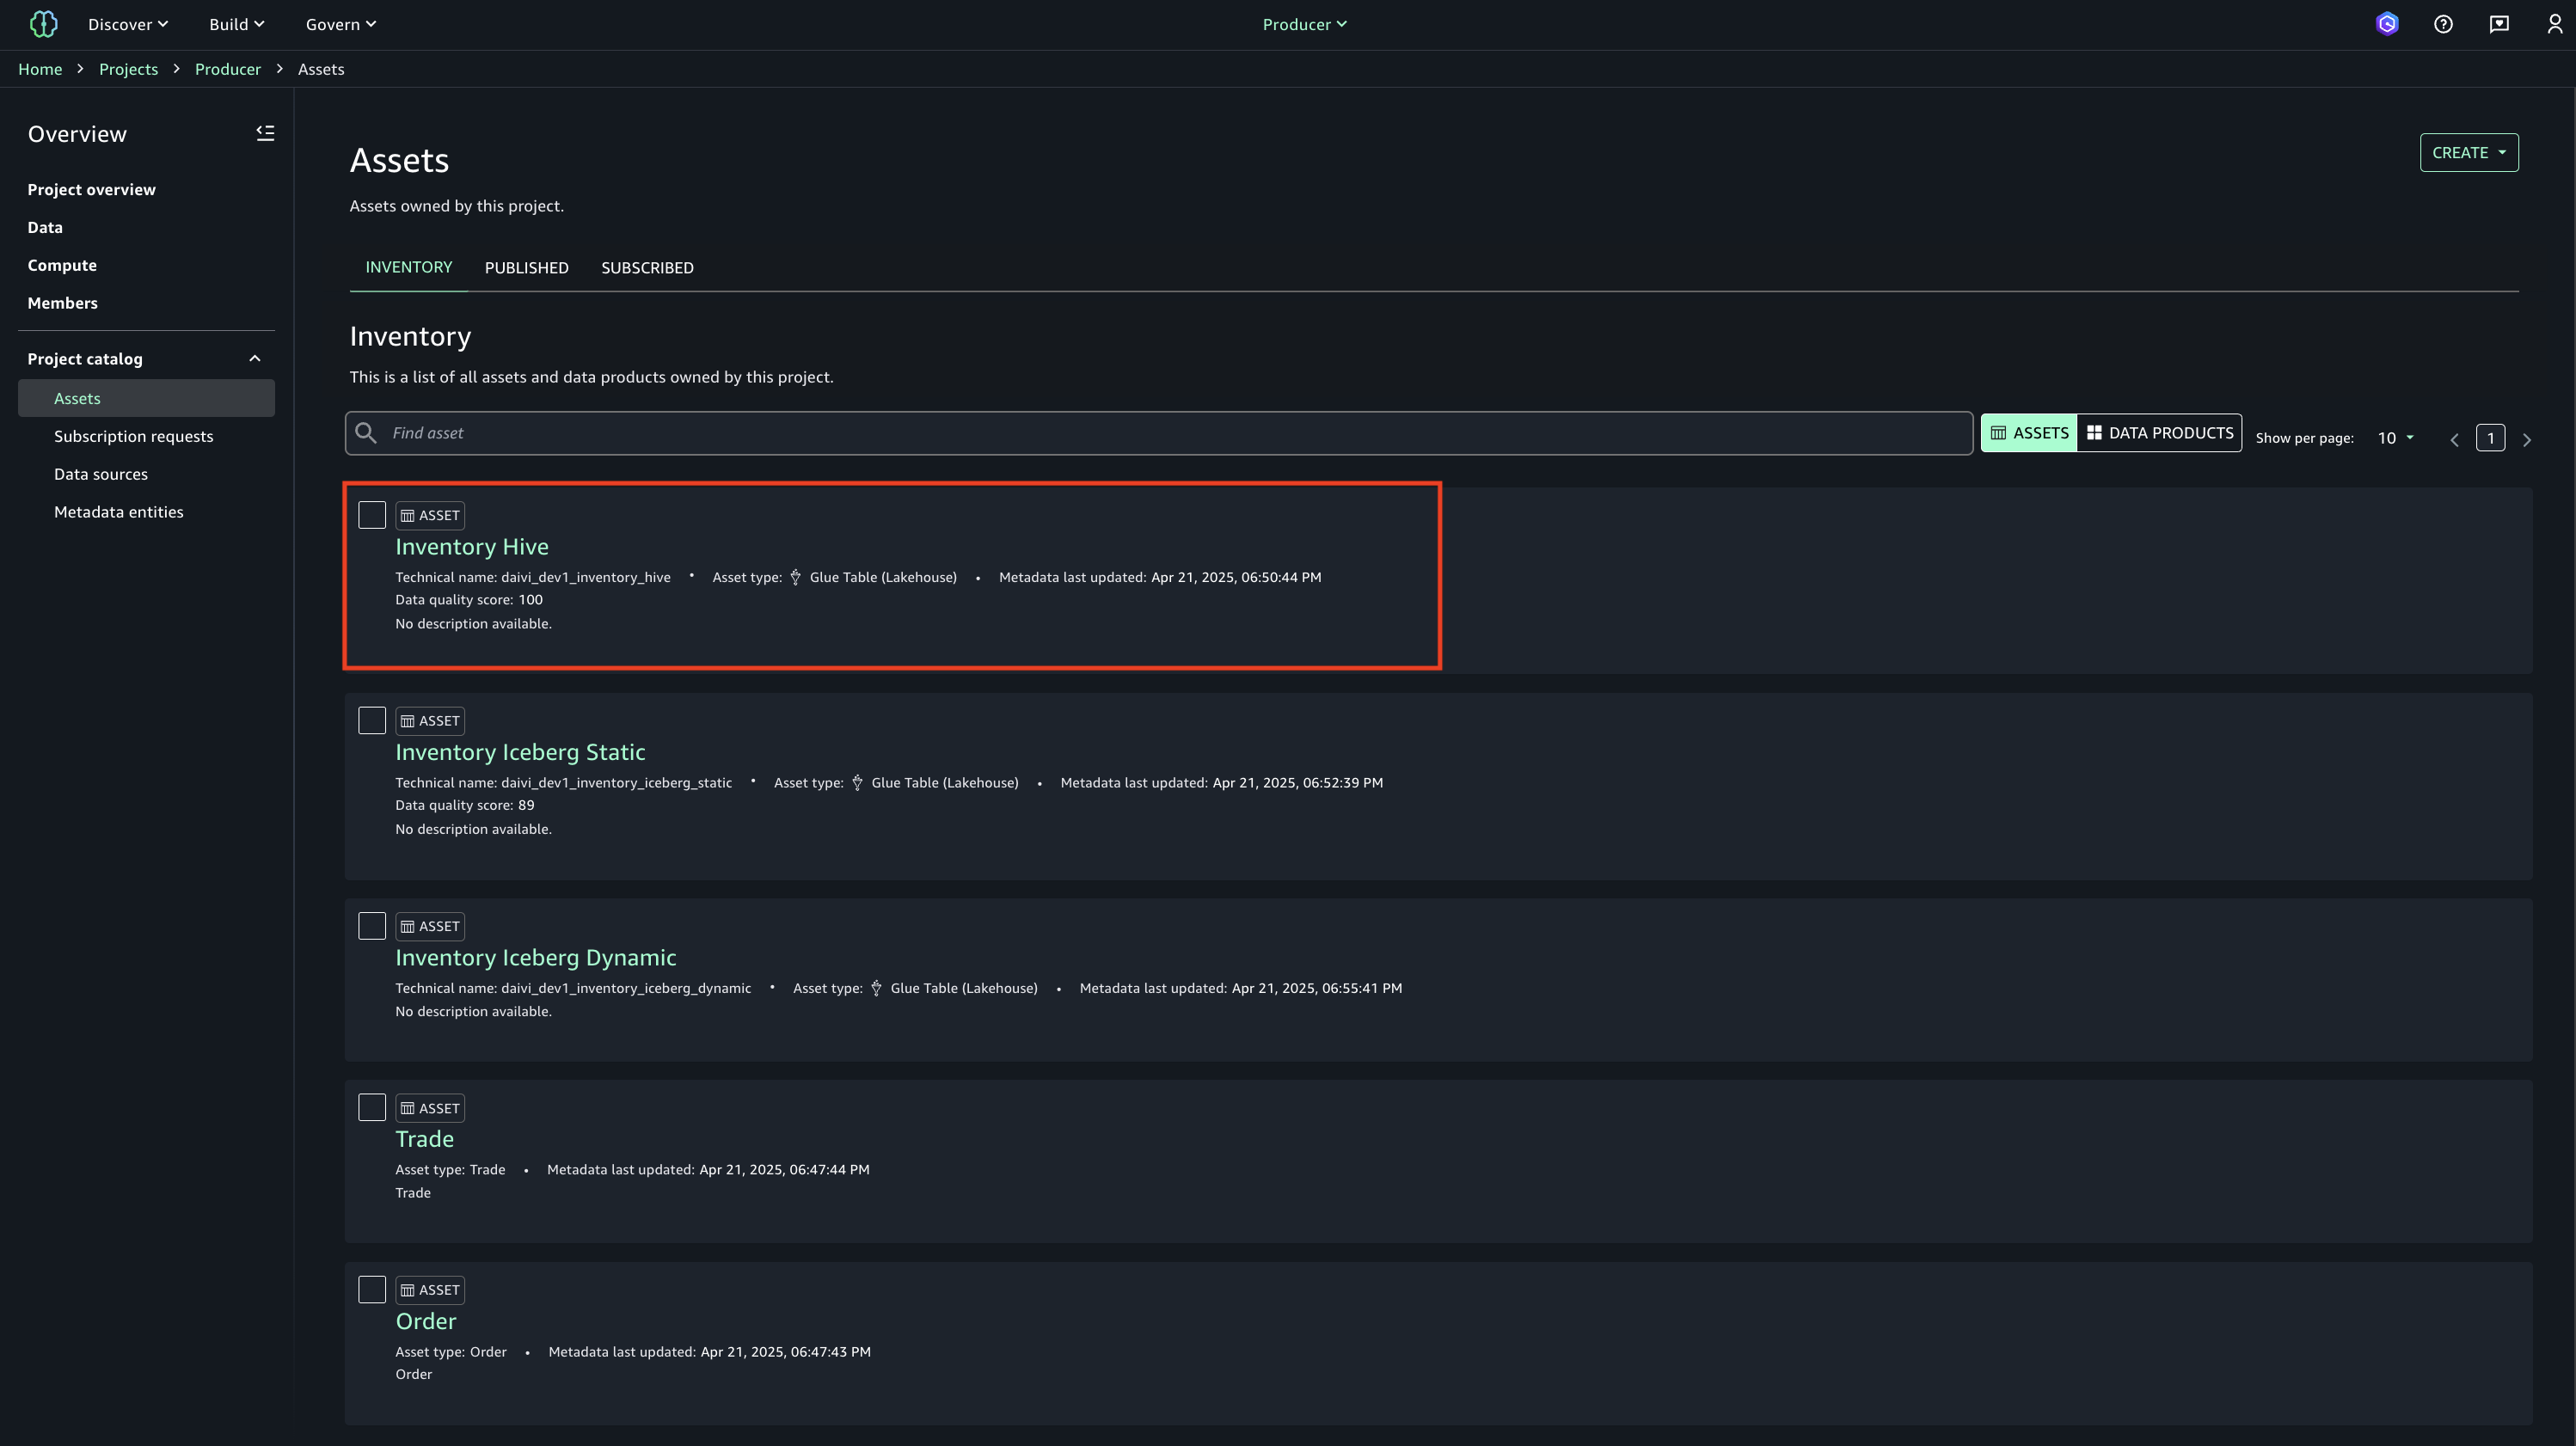 Discover Build Govern Producer
Home > Projects > Producer > Assets
Overview
Project overview
Data
Compute
Members
Project catalog
Assets
Subscription requests
Data sources
Metadata entities
Assets
CREATE
Assets owned by this project.
INVENTORY PUBLISHED SUBSCRIBED
Inventory
This is a list of all assets and data products owned by this project.
Find asset ASSETS DATA PRODUCTS Show per page: 10 < 1 >
ASSET
Inventory Hive
Technical name: daivi_dev1_inventory_hive • Asset type: Glue Table (Lakehouse) • Metadata last updated: Apr 21, 2025, 06:50:44 PM
Data quality score: 100
No description available.
ASSET
Inventory Iceberg Static
Technical name: daivi_dev1_inventory_iceberg_static • Asset type: Glue Table (Lakehouse) • Metadata last updated: Apr 21, 2025, 06:52:39 PM
Data quality score: 89
No description available.
ASSET
Inventory Iceberg Dynamic
Technical name: daivi_dev1_inventory_iceberg_dynamic • Asset type: Glue Table (Lakehouse) • Metadata last updated: Apr 21, 2025, 06:55:41 PM
No description available.
ASSET
Trade
Asset type: Trade • Metadata last updated: Apr 21, 2025, 06:47:44 PM
Trade
ASSET
Order
Asset type: Order • Metadata last updated: Apr 21, 2025, 06:47:43 PM
Order